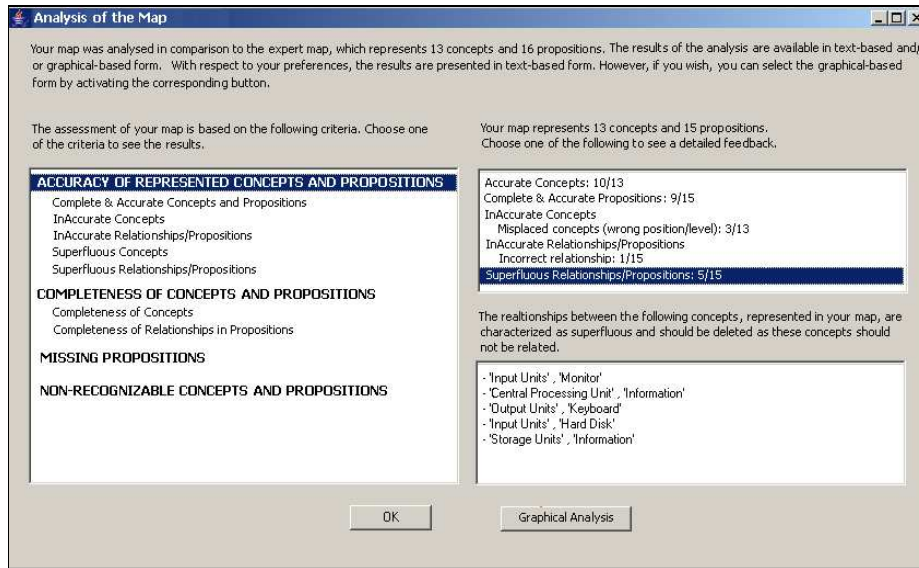 Analysis of the Map
Your map was analysed in comparison to the expert map, which represents 13 concepts and 16 propositions. The results of the analysis are available in text-based and/
or graphical-based form. With respect to your preferences, the results are presented in text-based form. However, if you wish, you can select the graphical-based
form by activating the corresponding button.
The assessment of your map is based on the following criteria. Choose one
of the criteria to see the results.
ACCURACY OF REPRESENTED CONCEPTS AND PROPOSITIONS
Complete & Accurate Concepts and Propositions
InAccurate Concepts
InAccurate Relationships/Propositions
Superfluous Concepts
Superfluous Relationships/Propositions
COMPLETENESS OF CONCEPTS AND PROPOSITIONS
Completeness of Concepts
Completeness of Relationships in Propositions
MISSING PROPOSITIONS
NON-RECOGNIZABLE CONCEPTS AND PROPOSITIONS
Your map represents 13 concepts and 15 propositions.
Choose one of the following to see a detailed feedback.
Accurate Concepts: 10/13
Complete & Accurate Propositions: 9/15
InAccurate Concepts
Misplaced concepts (wrong position/level): 3/13
InAccurate Relationships/Propositions
Incorrect relationship: 1/15
Superfluous Relationships/Propositions: 5/15
The realtionships between the following concepts, represented in your map, are
characterized as superfluous and should be deleted as these concepts should
not be related.
- 'Input Units' , 'Monitor'
- 'Central Processing Unit' , 'Information'
- 'Output Units' , 'Keyboard'
- 'Input Units' , 'Hard Disk'
- 'Storage Units' , 'Information'
OK
Graphical Analysis